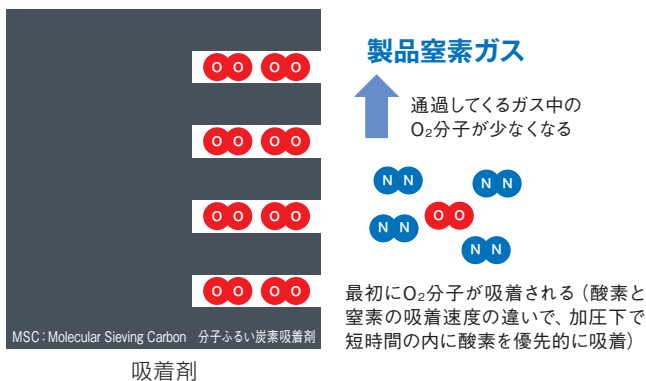 O O O O
O O O O
O O O O
O O O O
MSC：Molecular Sieving Carbon 分子ふるい炭素吸着剤
吸着剤
製品窒素ガス
通過してくるガス中の
O₂分子が少なくなる
N N
N N
O O
N N
N N
最初にO₂分子が吸着される（酸素と
窒素の吸着速度の違いで、加圧下で
短時間の内に酸素を優先的に吸着）